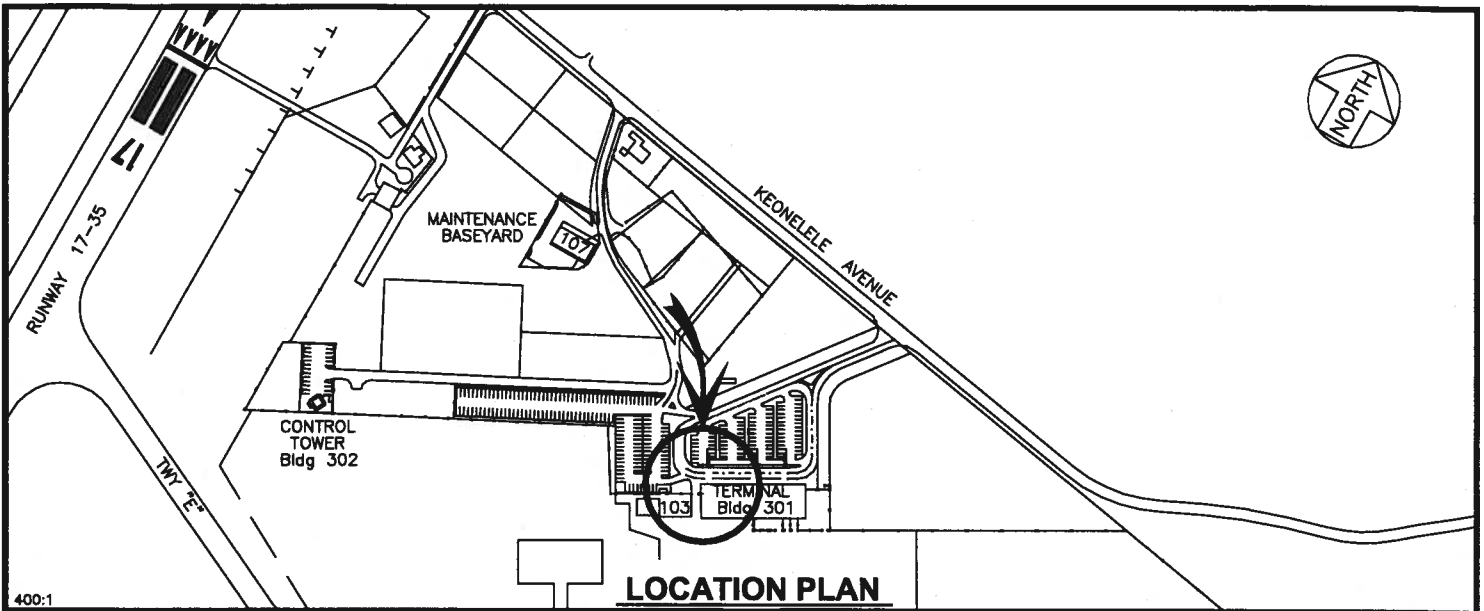 NORTH
17
RUNWAY 17-35
MAINTENANCE
BASEYARD
107
KEONELELE AVENUE
CONTROL
TOWER
Bldg 302
TWY "E"
103
TERMINAL
Bldg 301
LOCATION PLAN
400:1